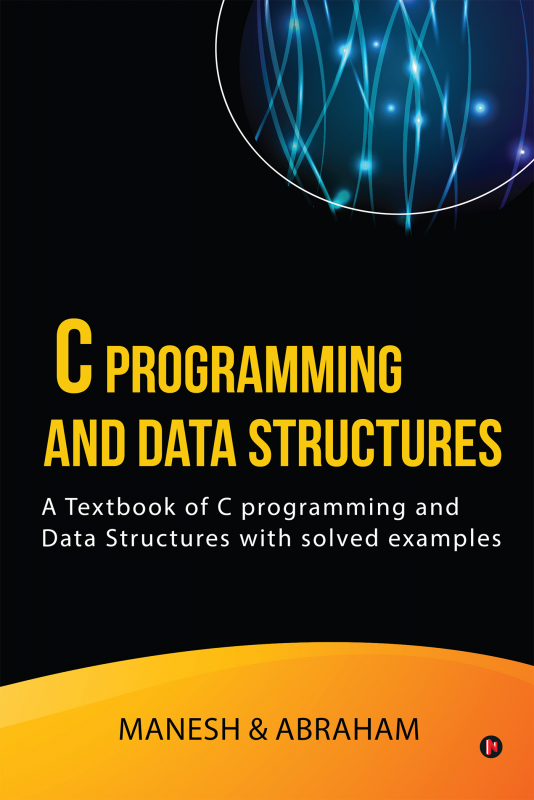 C PROGRAMMING
AND DATA STRUCTURES
A Textbook of C programming and
Data Structures with solved examples
MANESH & ABRAHAM